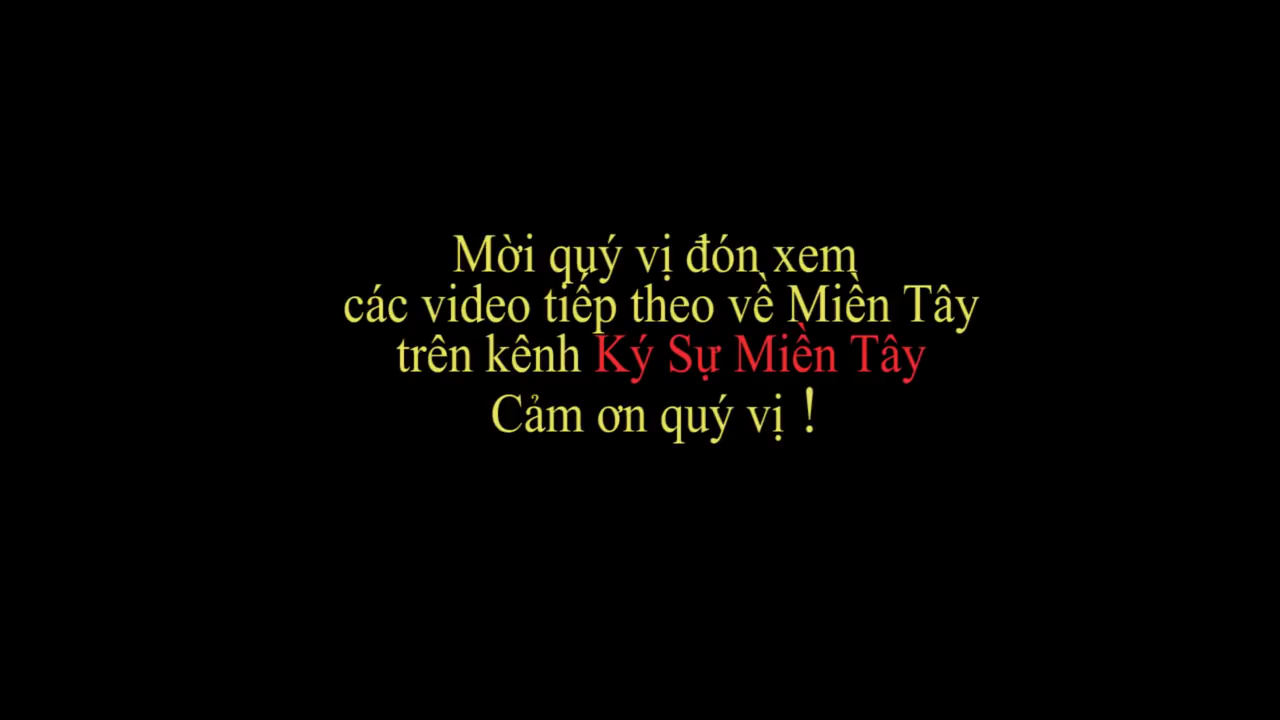 Mời quý vị đón xem
các video tiếp theo về Miền Tây
trên kênh Ký Sự Miền Tây
Cảm ơn quý vị !